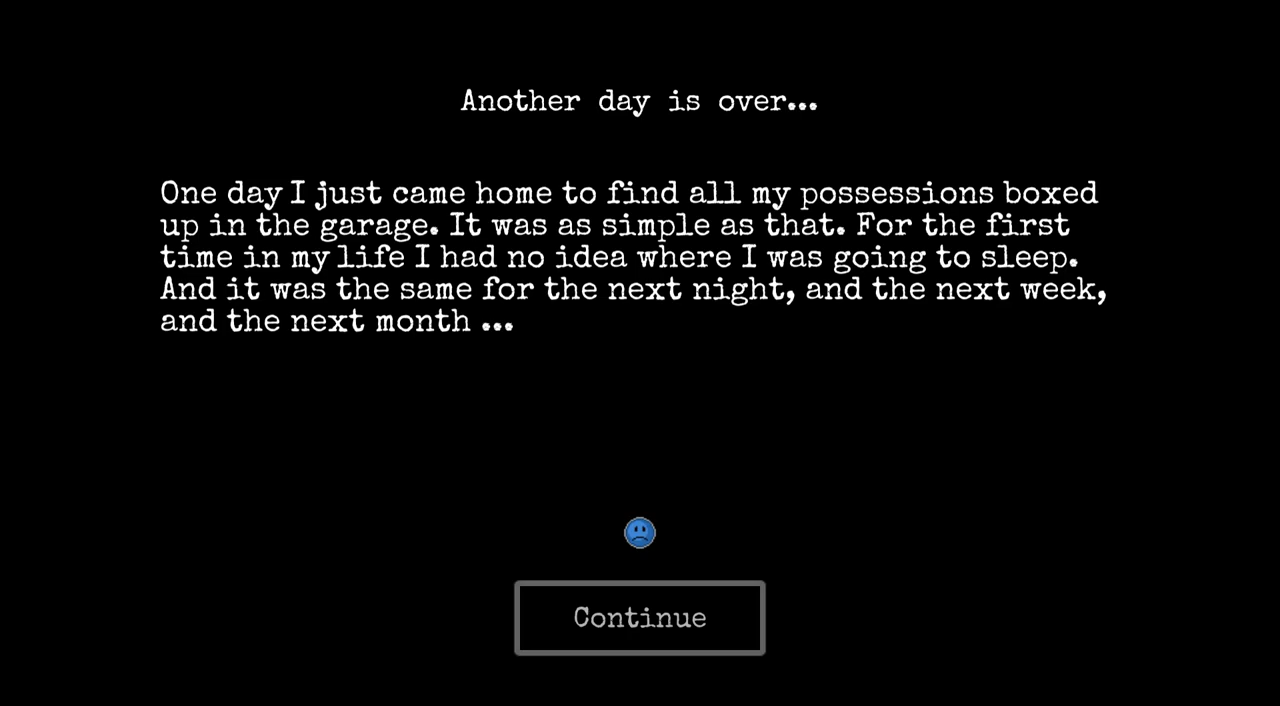 Another day is over...
One day I just came home to find all my possessions boxed
up in the garage. It was as simple as that. For the first
time in my life I had no idea where I was going to sleep.
And it was the same for the next night, and the next week,
and the next month ...
Continue